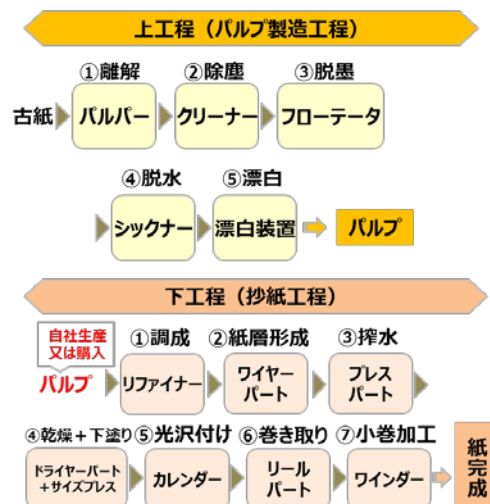 上工程（パルプ製造工程）
①離解 ②除塵 ③脱墨
古紙 パルパー クリーナー フローテータ
④脱水 ⑤漂白
シックナー 漂白装置 パルプ
下工程（抄紙工程）
自社生産
又は購入
パルプ
①調成 ②紙層形成 ③搾水
リファイナー
ワイヤー
パート
プレス
パート
④乾燥＋下塗り ⑤光沢付け ⑥巻き取り ⑦小巻加工
ドライヤーパート
＋サイズプレス
カレンダー
リール
パート
ワインダー
紙完成